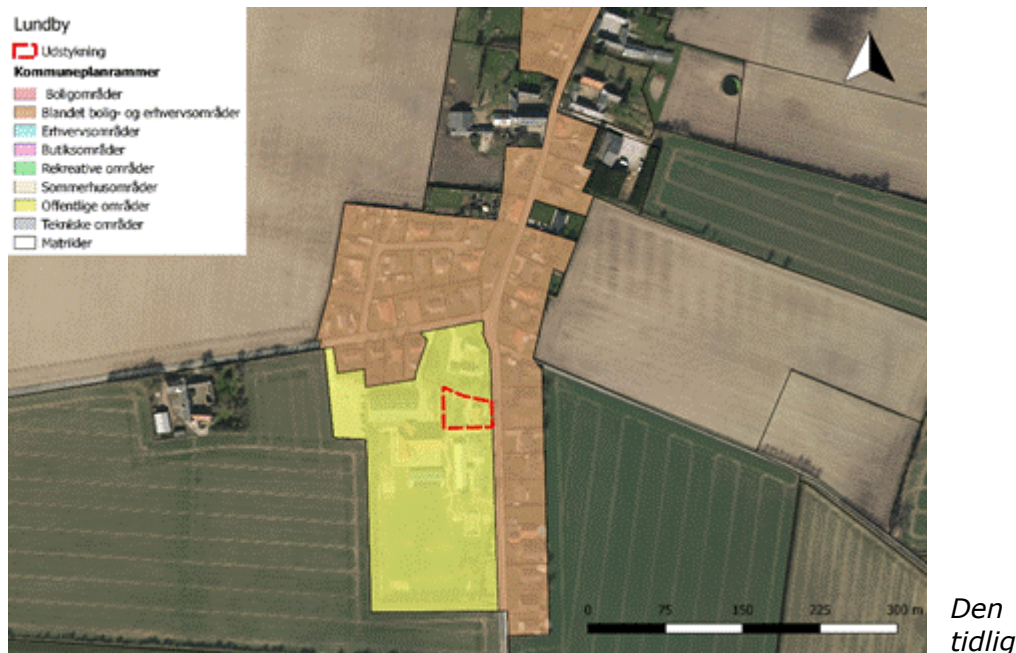 Lundby
Udstykning
Kommuneplanrammer
Boligområder
Blandet bolig- og erhvervsområder
Erhvervsområder
Butiksområder
Rekreative områder
Sommerhusområder
Offentlige områder
Tekniske områder
Matrikler
0 75 150 225 300 m
Den
tidlig